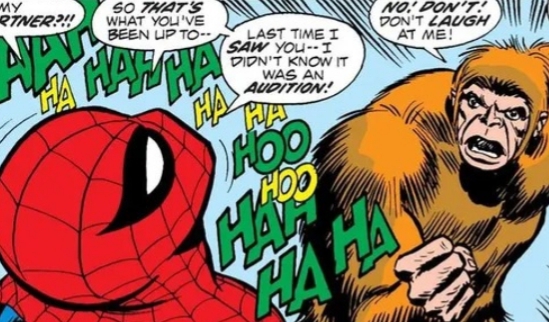 MY
RTNER?!!
SO THAT'S
WHAT YOU'VE
BEEN UP TO--
LAST TIME I
SAW YOU--I
DIDN'T KNOW IT
WAS AN
AUDITION!
NO! DON'T!
DON'T LAUGH
AT ME!
HAH HAH HA
HA HA HA
HOO
HOO
HAH HA
HA